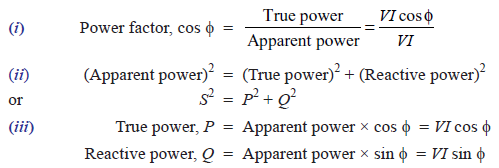 (i) Power factor, cos ϕ = True power / Apparent power = VI cos ϕ / VI
(ii) (Apparent power)² = (True power)² + (Reactive power)²
or S² = P² + Q²
(iii) True power, P = Apparent power × cos ϕ = VI cos ϕ
Reactive power, Q = Apparent power × sin ϕ = VI sin ϕ